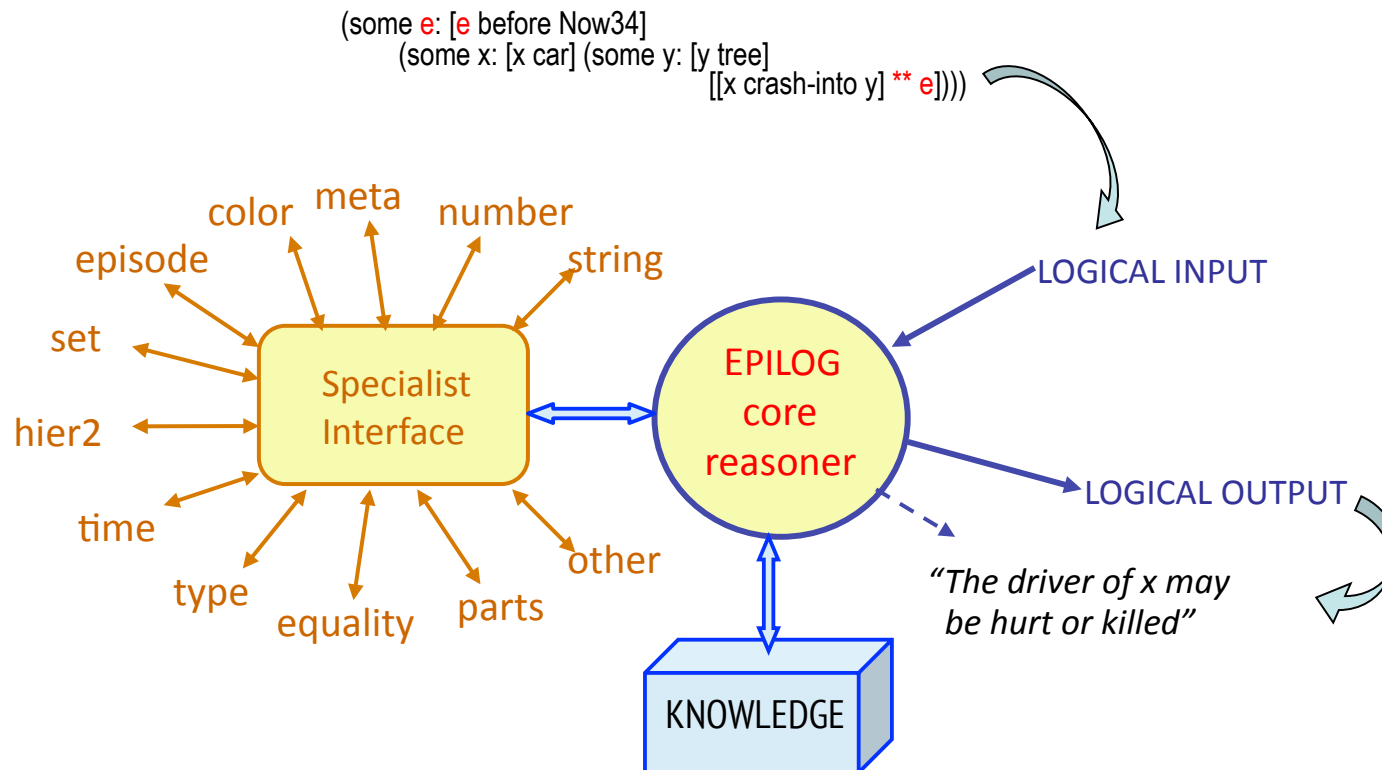 (some e: [e before Now34]
(some x: [x car] (some y: [y tree]
[[x crash-into y] ** e])))
color
meta
number
episode
string
set
hier2
time
type
equality
parts
other
Specialist
Interface
EPILOG
core
reasoner
LOGICAL INPUT
LOGICAL OUTPUT
“The driver of x may
be hurt or killed”
KNOWLEDGE